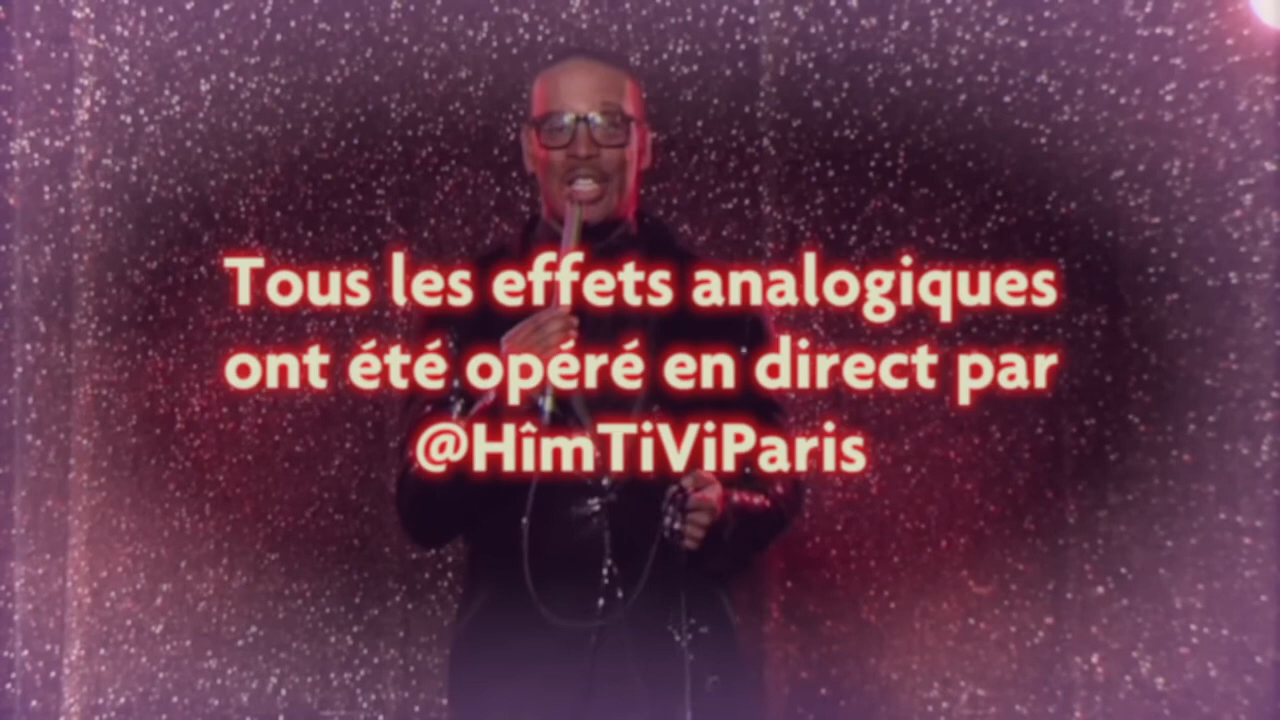 Tous les effets analogiques
ont été opéré en direct par
@HîmTiViParis